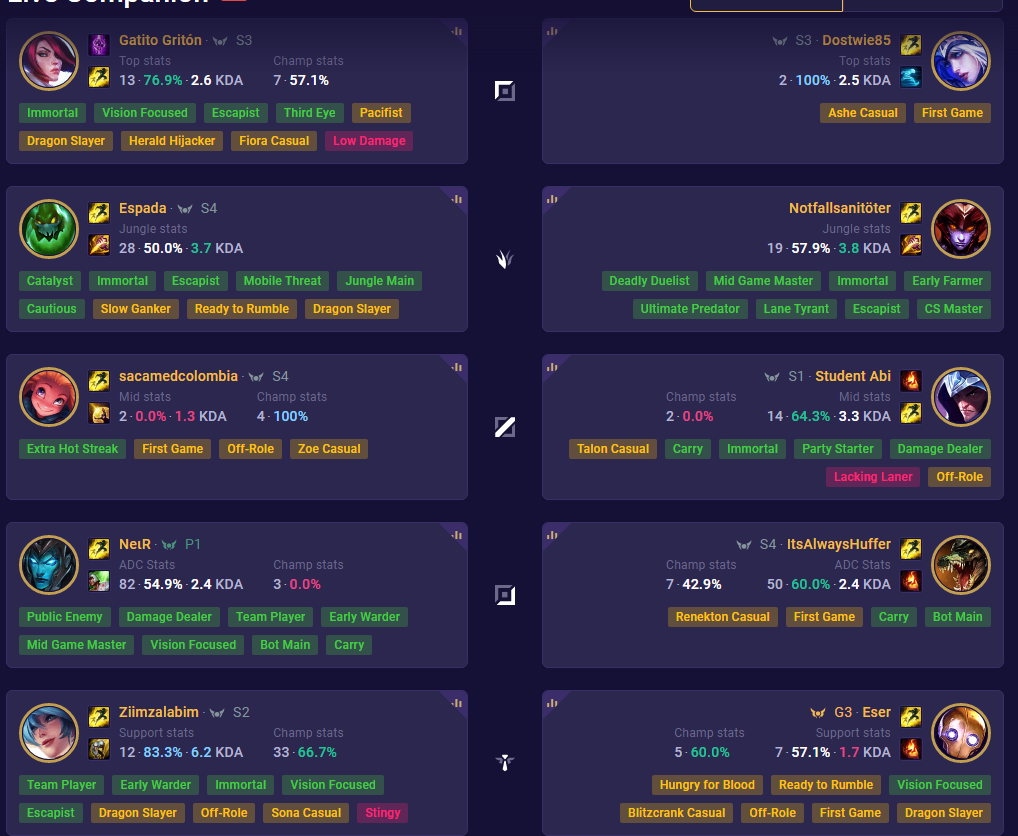 Live Companion
Gatito Gritón · S3
Top stats
Champ stats
13 · 76.9% · 2.6 KDA
7 · 57.1%
Immortal
Vision Focused
Escapist
Third Eye
Pacifist
Dragon Slayer
Herald Hijacker
Fiora Casual
Low Damage
S3 · Dostwie85
Top stats
2 · 100% · 2.5 KDA
Ashe Casual
First Game
Espada · S4
Jungle stats
28 · 50.0% · 3.7 KDA
Catalyst
Immortal
Escapist
Mobile Threat
Jungle Main
Cautious
Slow Ganker
Ready to Rumble
Dragon Slayer
Notfallsanitöter
Jungle stats
19 · 57.9% · 3.8 KDA
Deadly Duelist
Mid Game Master
Immortal
Early Farmer
Ultimate Predator
Lane Tyrant
Escapist
CS Master
sacamedcolombia · S4
Mid stats
Champ stats
2 · 0.0% · 1.3 KDA
4 · 100%
Extra Hot Streak
First Game
Off-Role
Zoe Casual
S1 · Student Abi
Champ stats
Mid stats
2 · 0.0%
14 · 64.3% · 3.3 KDA
Talon Casual
Carry
Immortal
Party Starter
Damage Dealer
Lacking Laner
Off-Role
NeιR · P1
ADC Stats
Champ stats
82 · 54.9% · 2.4 KDA
3 · 0.0%
Public Enemy
Damage Dealer
Team Player
Early Warder
Mid Game Master
Vision Focused
Bot Main
Carry
S4 · ItsAlwaysHuffer
Champ stats
ADC Stats
7 · 42.9%
50 · 60.0% · 2.4 KDA
Renekton Casual
First Game
Carry
Bot Main
Ziimzalabim · S2
Support stats
Champ stats
12 · 83.3% · 6.2 KDA
33 · 66.7%
Team Player
Early Warder
Immortal
Vision Focused
Escapist
Dragon Slayer
Off-Role
Sona Casual
Stingy
G3 · Eser
Champ stats
Support stats
5 · 60.0%
7 · 57.1% · 1.7 KDA
Hungry for Blood
Ready to Rumble
Vision Focused
Blitzcrank Casual
Off-Role
First Game
Dragon Slayer